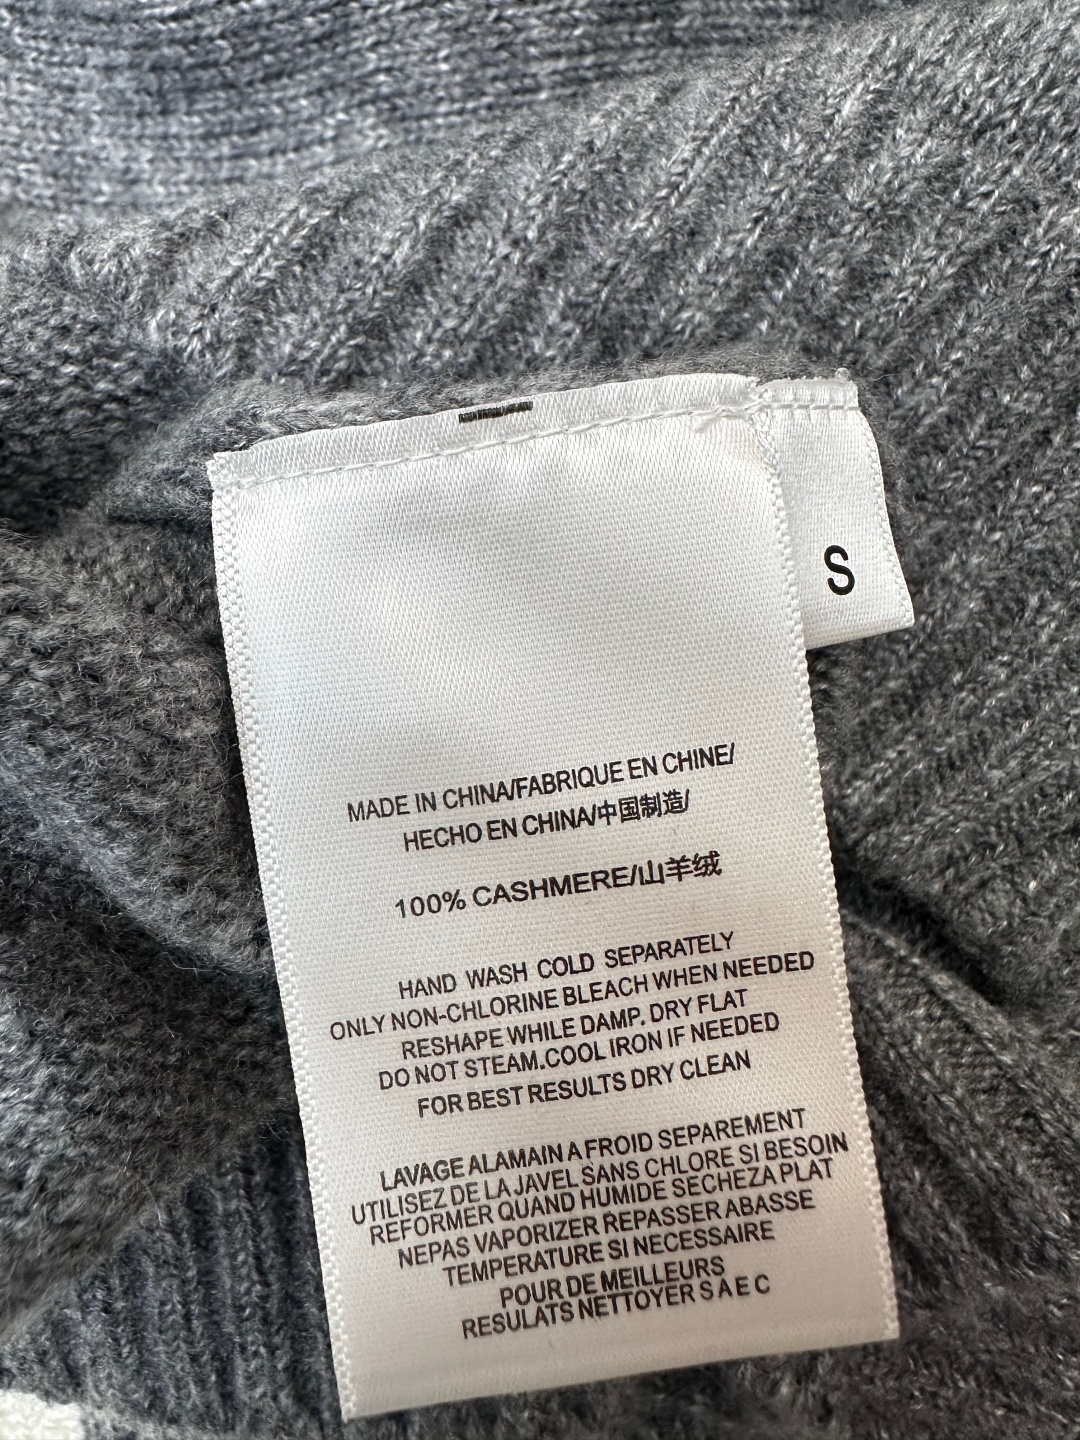 S
MADE IN CHINA/FABRIQUE EN CHINE/
HECHO EN CHINA/中国制造/
100% CASHMERE/山羊绒
HAND WASH COLD SEPARATELY
ONLY NON-CHLORINE BLEACH WHEN NEEDED
RESHAPE WHILE DAMP. DRY FLAT
DO NOT STEAM.COOL IRON IF NEEDED
FOR BEST RESULTS DRY CLEAN
LAVAGE ALAMAIN A FROID SEPAREMENT
UTILISEZ DE LA JAVEL SANS CHLORE SI BESOIN
REFORMER QUAND HUMIDE SECHEZA PLAT
NEPAS VAPORIZER REPASSER ABASSE
TEMPERATURE SI NECESSAIRE
POUR DE MEILLEURS
RESULATS NETTOYER S A E C